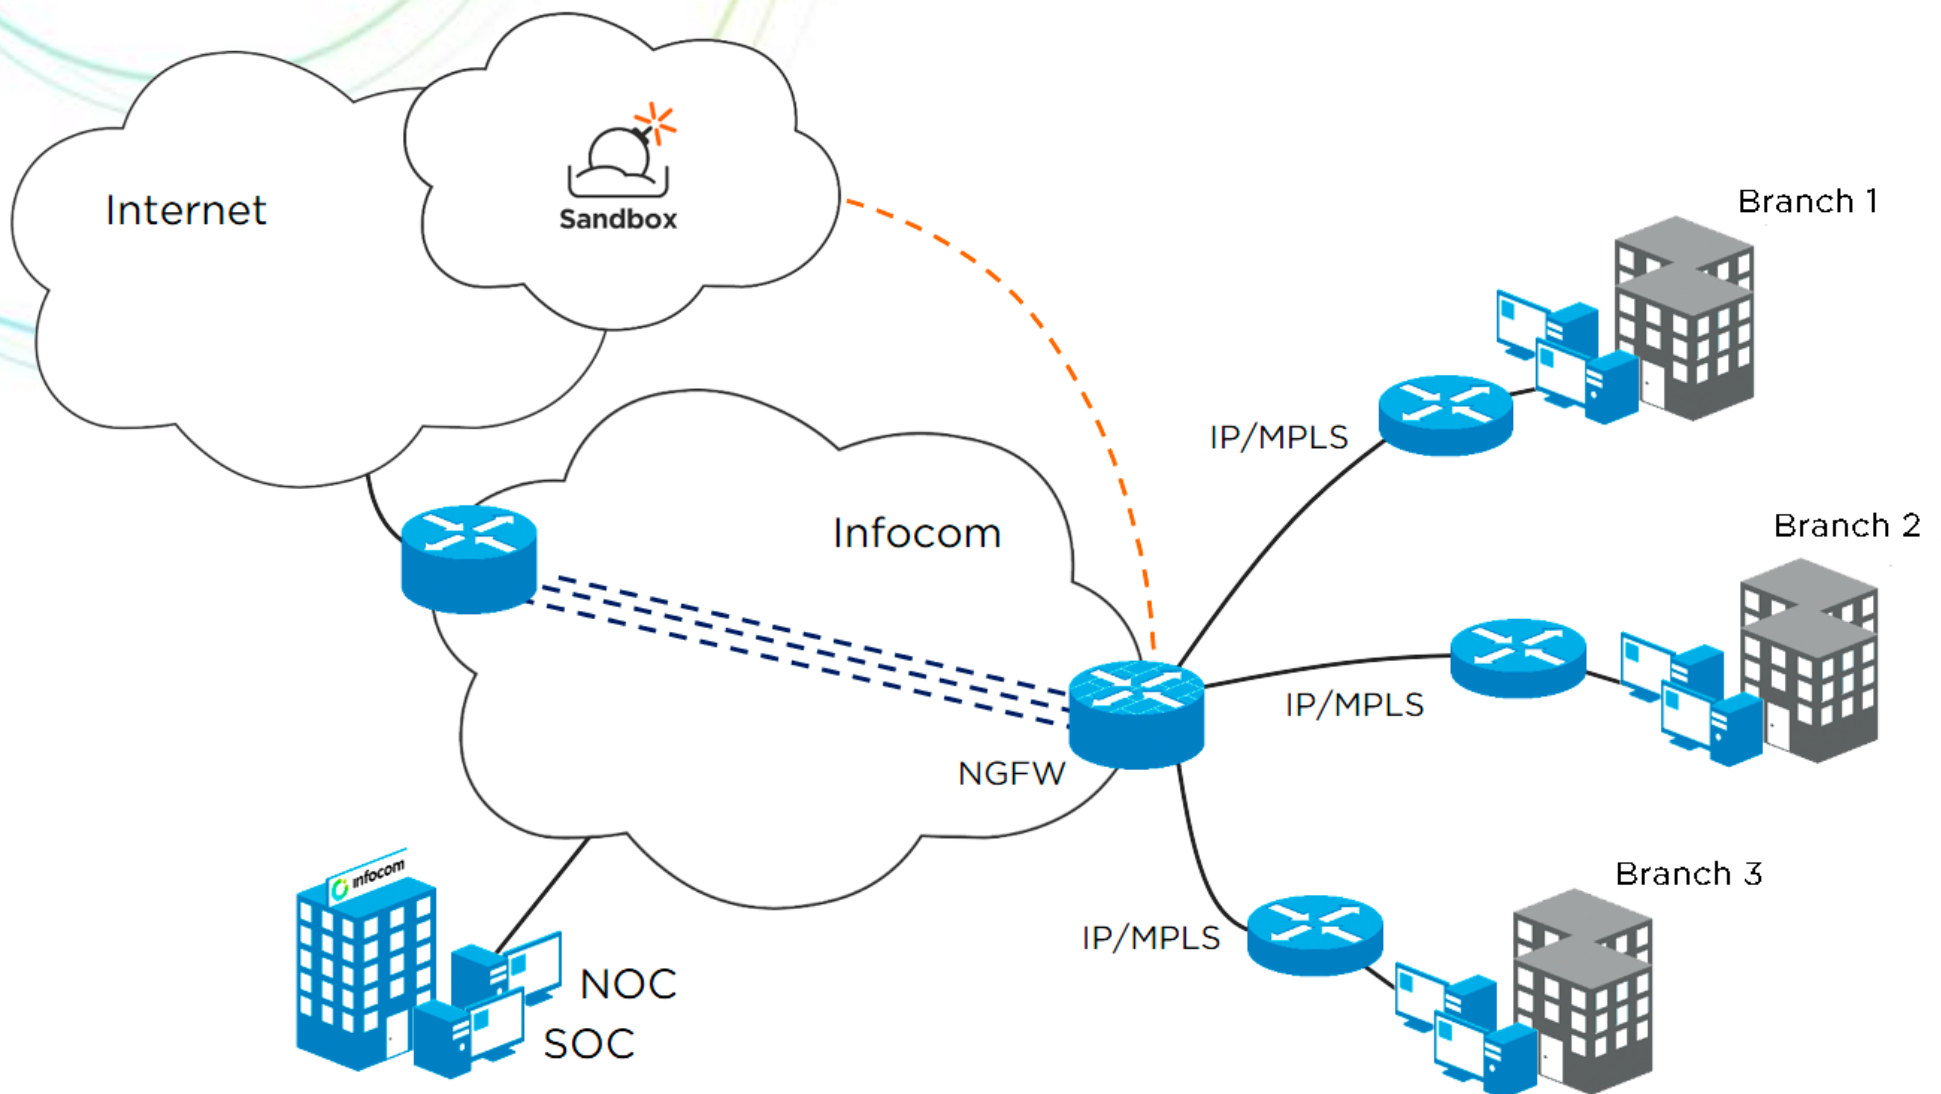 Internet
Sandbox
Branch 1
IP/MPLS
Infocom
Branch 2
IP/MPLS
NGFW
Branch 3
IP/MPLS
infocom
NOC
SOC